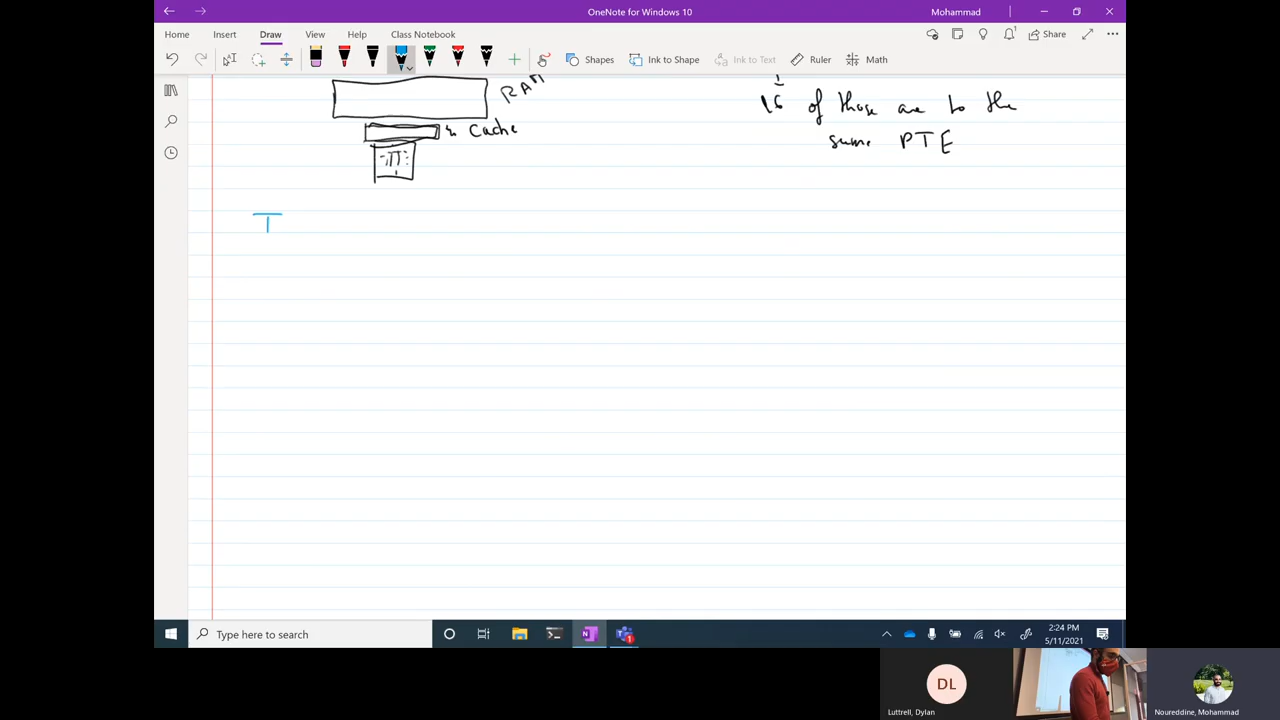 OneNote for Windows 10
Mohammad
Home Insert Draw View Help Class Notebook
Share
Shapes Ink to Shape Ink to Text Ruler Math
RAM
Cache
16 of those are to the
same PTE
T
Type here to search
2:24 PM
5/11/2021
DL
Luttrell, Dylan
Noureddine, Mohammad